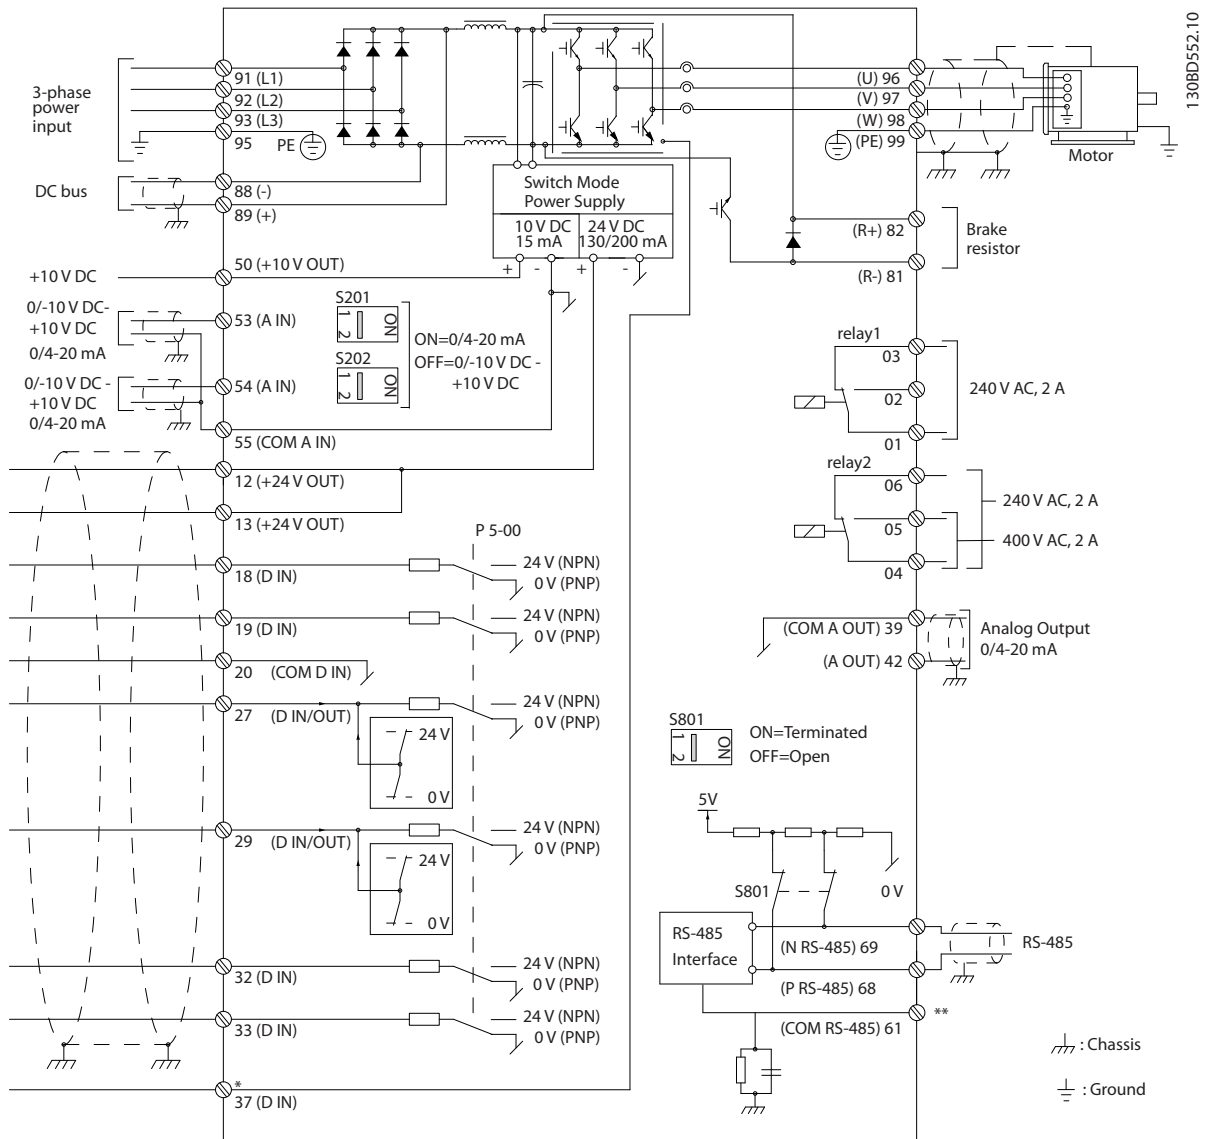 130BD552.10
3-phase
power
input
91 (L1)
92 (L2)
93 (L3)
95
PE
DC bus
88 (-)
89 (+)
Switch Mode
Power Supply
10 V DC
15 mA
24 V DC
130/200 mA
+
-
+
-
(U) 96
(V) 97
(W) 98
(PE) 99
Motor
(R+) 82
(R-) 81
Brake
resistor
+10 V DC
50 (+10 V OUT)
0/-10 V DC-
+10 V DC
0/4-20 mA
53 (A IN)
0/-10 V DC -
+10 V DC
0/4-20 mA
54 (A IN)
55 (COM A IN)
S201
1
2
ON
S202
1
2
ON
ON=0/4-20 mA
OFF=0/-10 V DC -
+10 V DC
12 (+24 V OUT)
13 (+24 V OUT)
P 5-00
18 (D IN)
24 V (NPN)
0 V (PNP)
19 (D IN)
24 V (NPN)
0 V (PNP)
20 (COM D IN)
27 (D IN/OUT)
24 V (NPN)
0 V (PNP)
24 V
0 V
29 (D IN/OUT)
24 V (NPN)
0 V (PNP)
24 V
0 V
32 (D IN)
24 V (NPN)
0 V (PNP)
33 (D IN)
24 V (NPN)
0 V (PNP)
*
37 (D IN)
relay1
03
02
01
240 V AC, 2 A
relay2
06
05
04
240 V AC, 2 A
400 V AC, 2 A
(COM A OUT) 39
(A OUT) 42
Analog Output
0/4-20 mA
S801
1
2
ON
ON=Terminated
OFF=Open
5V
S801
0 V
RS-485
Interface
(N RS-485) 69
(P RS-485) 68
(COM RS-485) 61
RS-485
**
: Chassis
: Ground